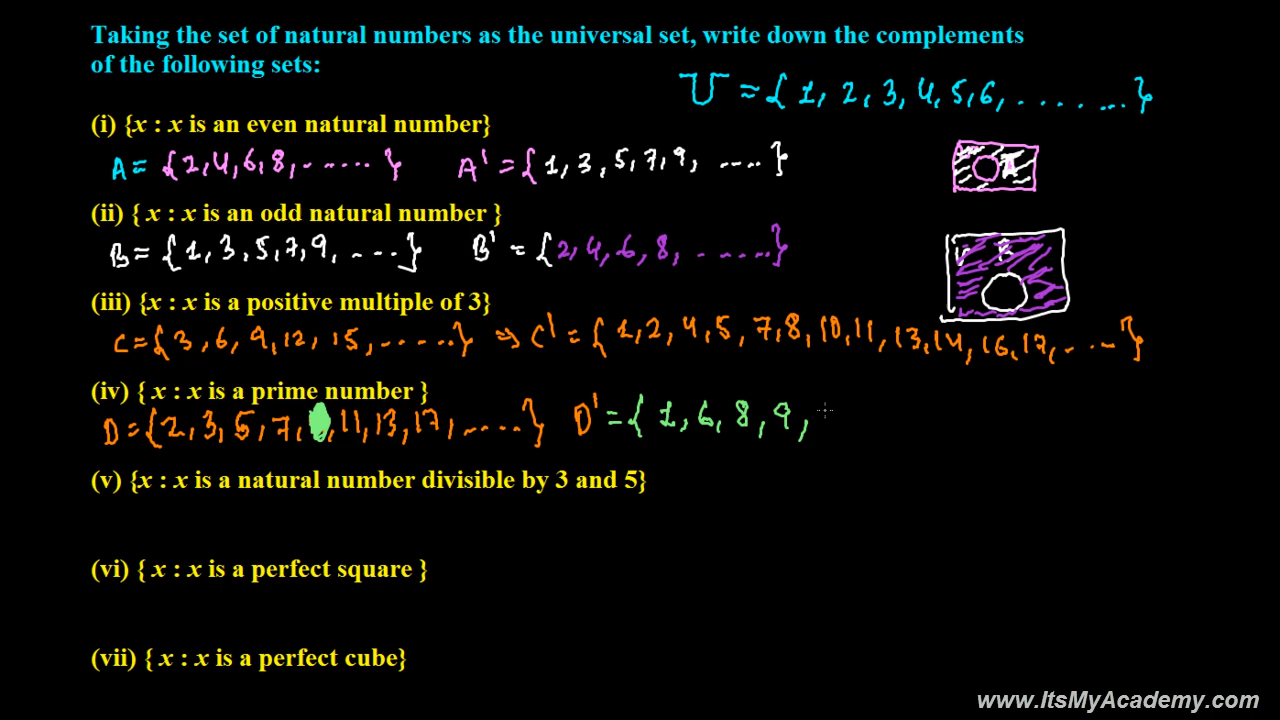 Taking the set of natural numbers as the universal set, write down the complements
of the following sets:
U = { 1, 2, 3, 4, 5, 6, . . . . . . . . }
(i) {x : x is an even natural number}
A = {2, 4, 6, 8, . . . . . . } A' = { 1, 3, 5, 7, 9, . . . . }
(ii) { x : x is an odd natural number }
B = {1, 3, 5, 7, 9, . . . . } B' = {2, 4, 6, 8, . . . . . . . }
(iii) {x : x is a positive multiple of 3}
C = {3, 6, 9, 12, 15, . . . . . . } => C' = { 1, 2, 4, 5, 7, 8, 10, 11, 13, 14, 16, 17, . . . . }
(iv) { x : x is a prime number }
D = {2, 3, 5, 7, , 11, 13, 17, . . . . . } D' = { 1, 6, 8, 9,
(v) {x : x is a natural number divisible by 3 and 5}
(vi) { x : x is a perfect square }
(vii) { x : x is a perfect cube}
www.ItsMyAcademy.com